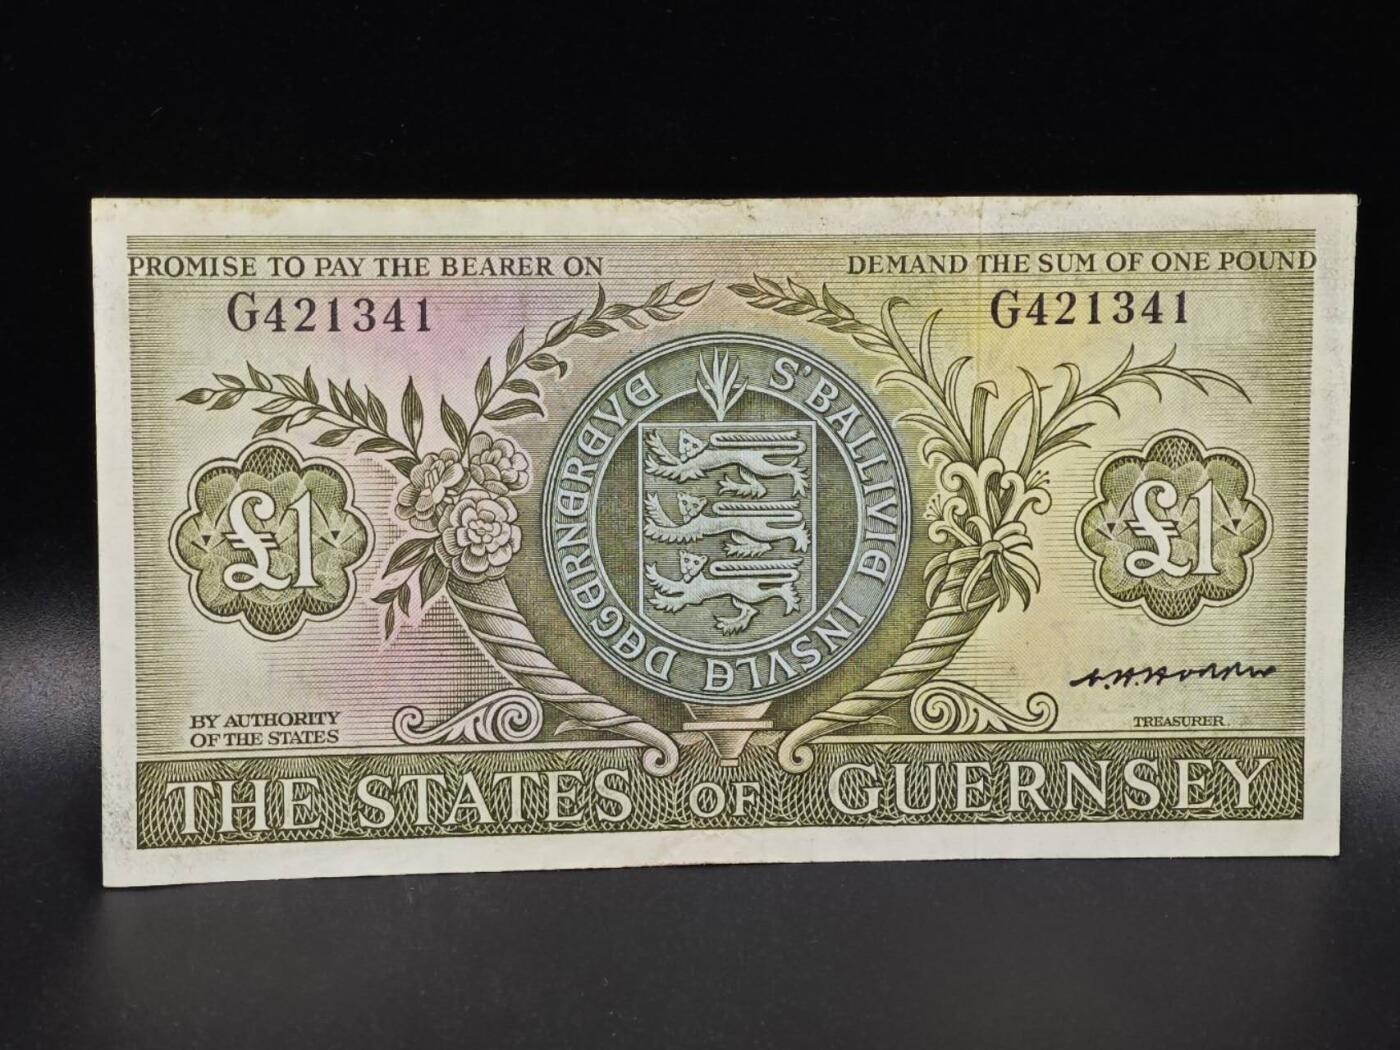 PROMISE TO PAY THE BEARER ON DEMAND THE SUM OF ONE POUND
G421341 G421341
S'BALLIVIE INSVLE DEGERNEREYE
£1 £1
BY AUTHORITY
OF THE STATES
TREASURER.
THE STATES OF GUERNSEY